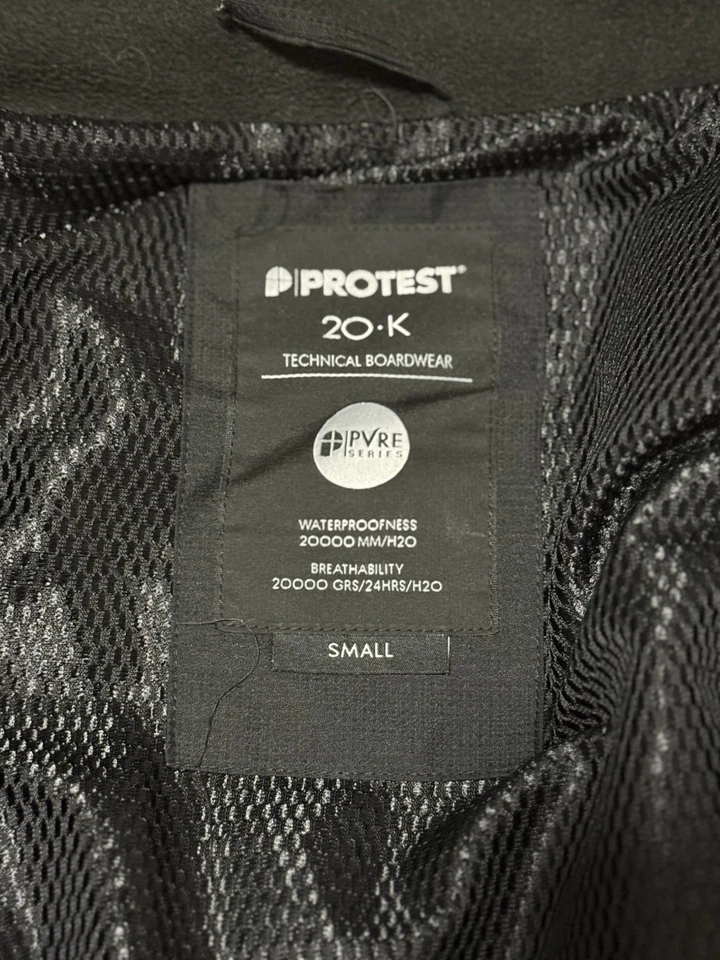 P|PROTEST®
20·K
TECHNICAL BOARDWEAR
P|PVRE
SERIES
WATERPROOFNESS
20000 MM/H2O
BREATHABILITY
20000 GRS/24HRS/H2O
SMALL